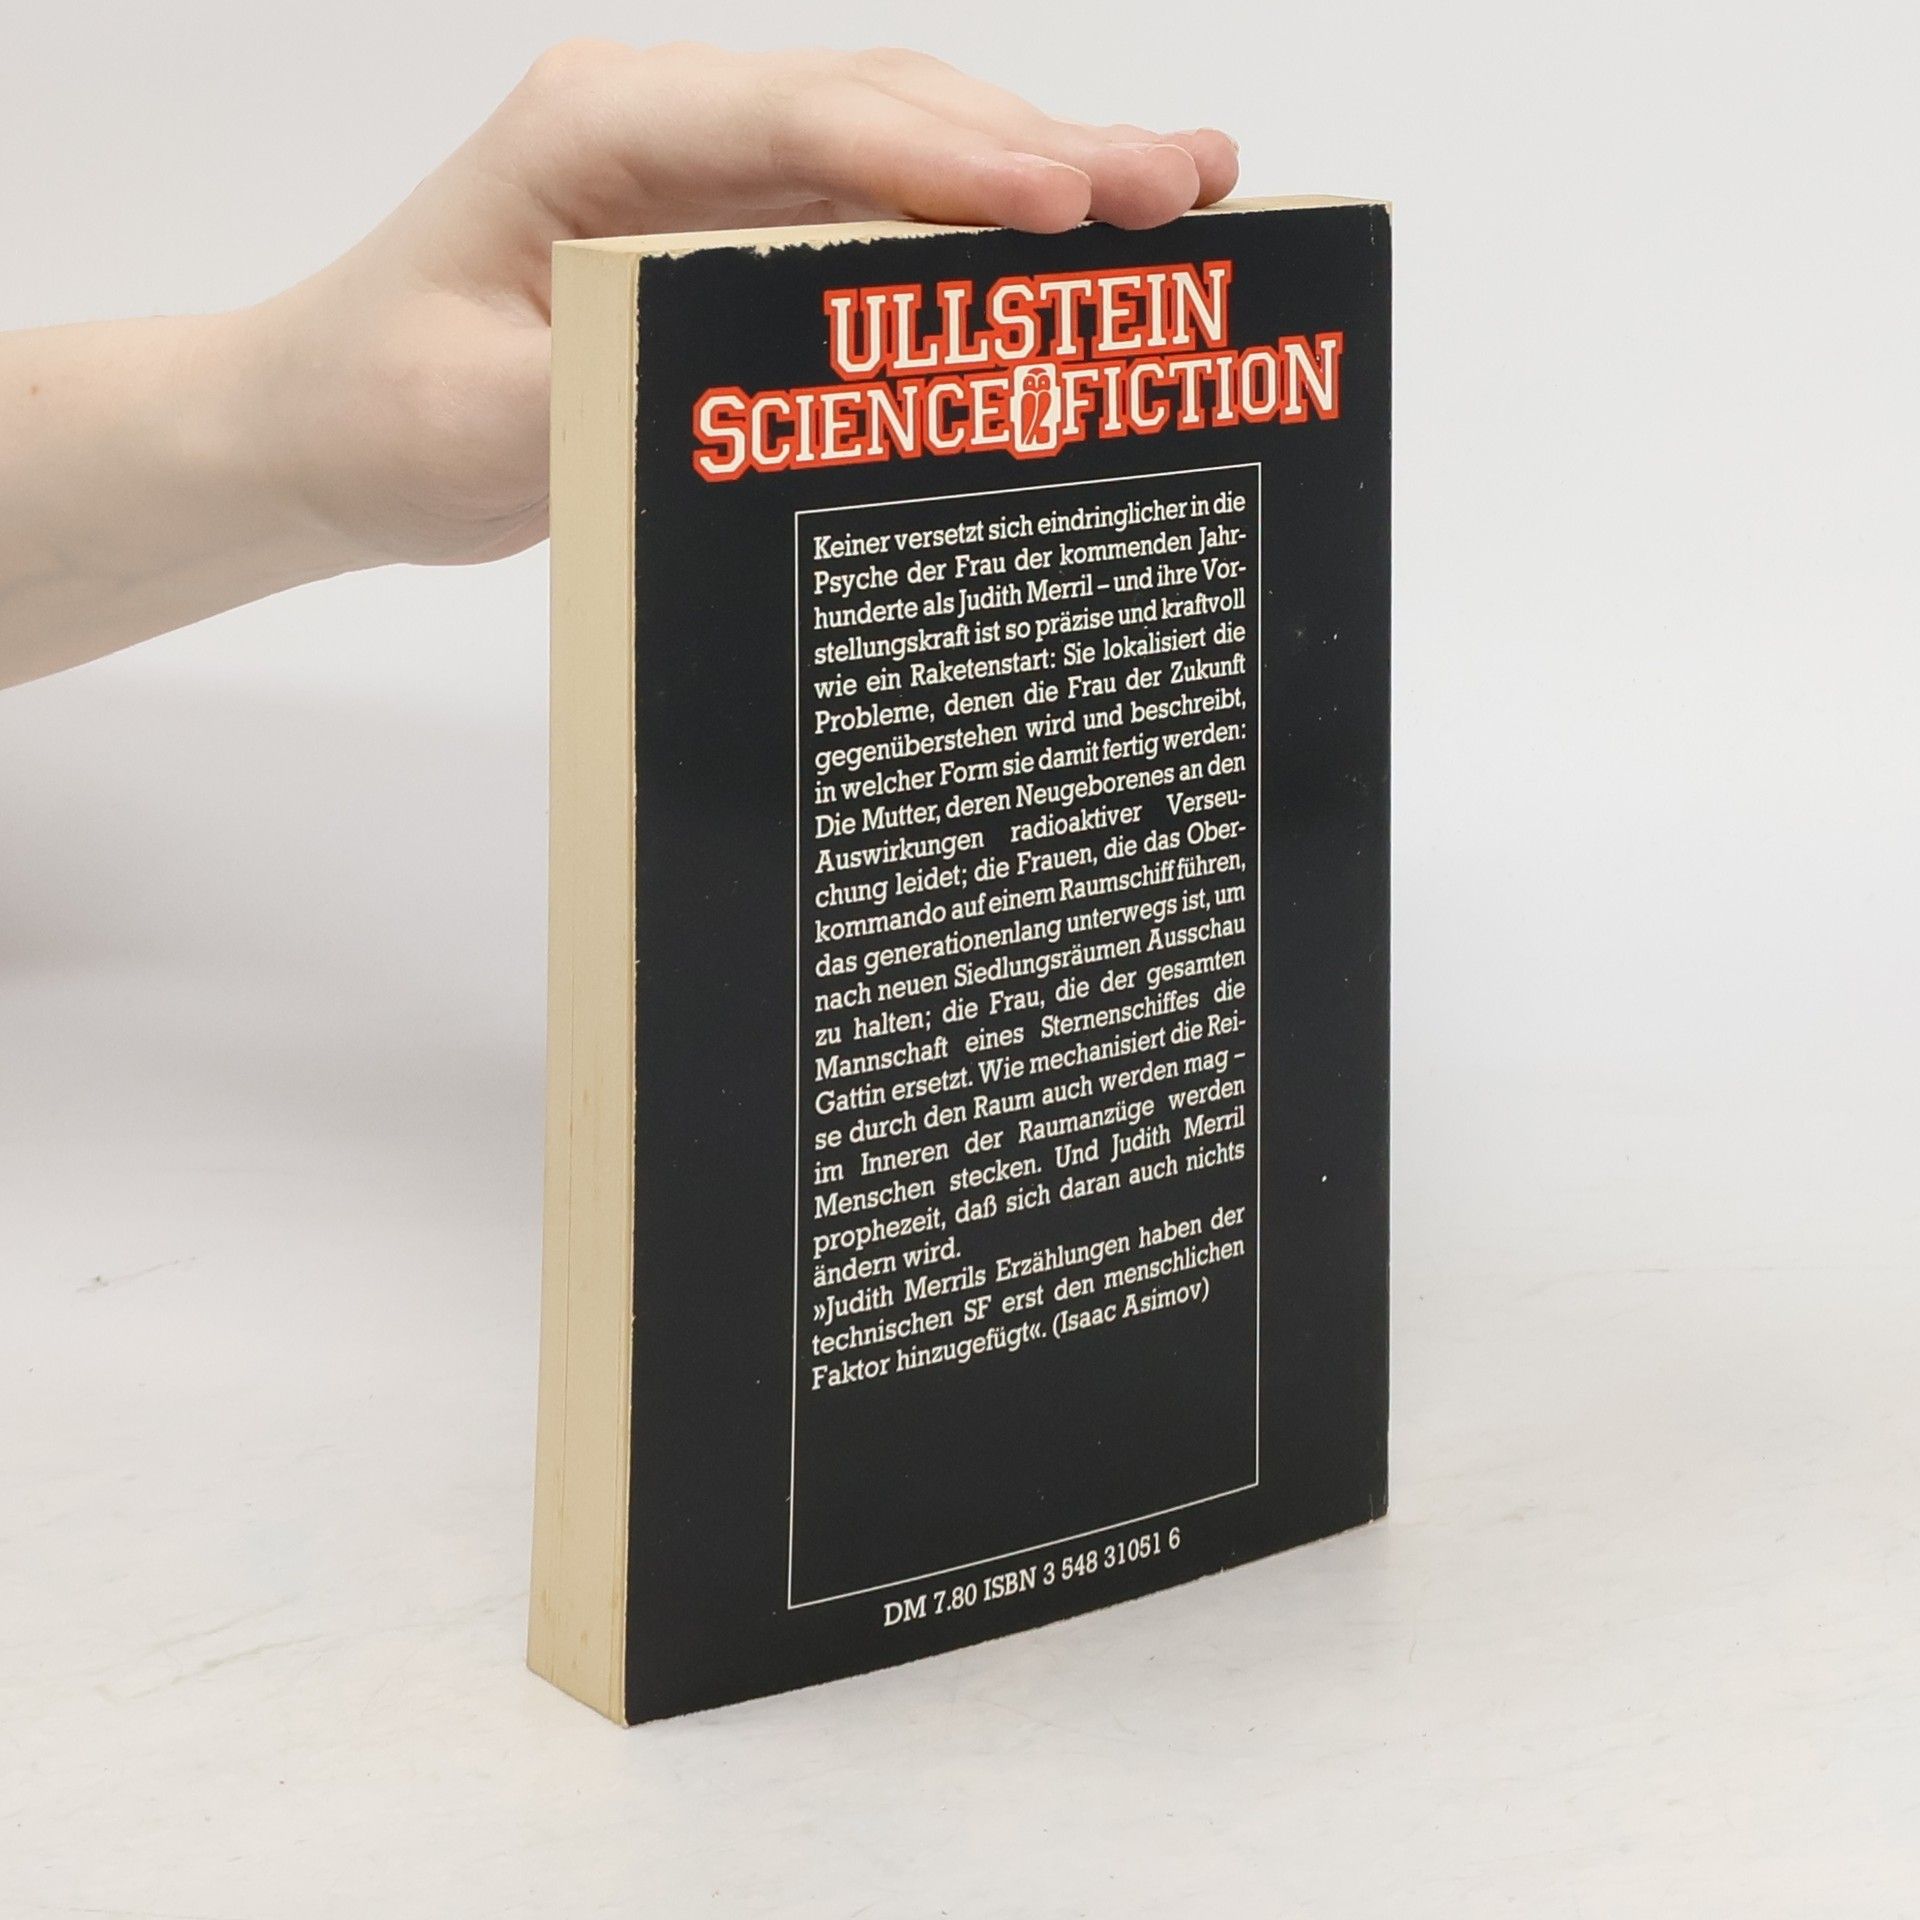 ULLSTEIN
SCIENCE FICTION
Keiner versetzt sich eindringlicher in die
Psyche der Frau der kommenden Jahr-
hunderte als Judith Merril – und ihre Vor-
stellungskraft ist so präzise und kraftvoll
wie ein Raketenstart: Sie lokalisiert die
Probleme, denen die Frau der Zukunft
gegenüberstehen wird und beschreibt,
in welcher Form sie damit fertig werden:
Die Mutter, deren Neugeborenes an den
Auswirkungen radioaktiver Verseu-
chung leidet; die Frauen, die das Ober-
kommando auf einem Raumschiff führen,
das generationenlang unterwegs ist, um
nach neuen Siedlungsräumen Ausschau
zu halten; die Frau, die der gesamten
Mannschaft eines Sternenschiffes die
Gattin ersetzt. Wie mechanisiert die Rei-
se durch den Raum auch werden mag –
im Inneren der Raumanzüge werden
Menschen stecken. Und Judith Merril
prophezeit, daß sich daran auch nichts
ändern wird.
»Judith Merrils Erzählungen haben der
technischen SF erst den menschlichen
Faktor hinzugefügt«. (Isaac Asimov)
DM 7.80 ISBN 3 548 31051 6